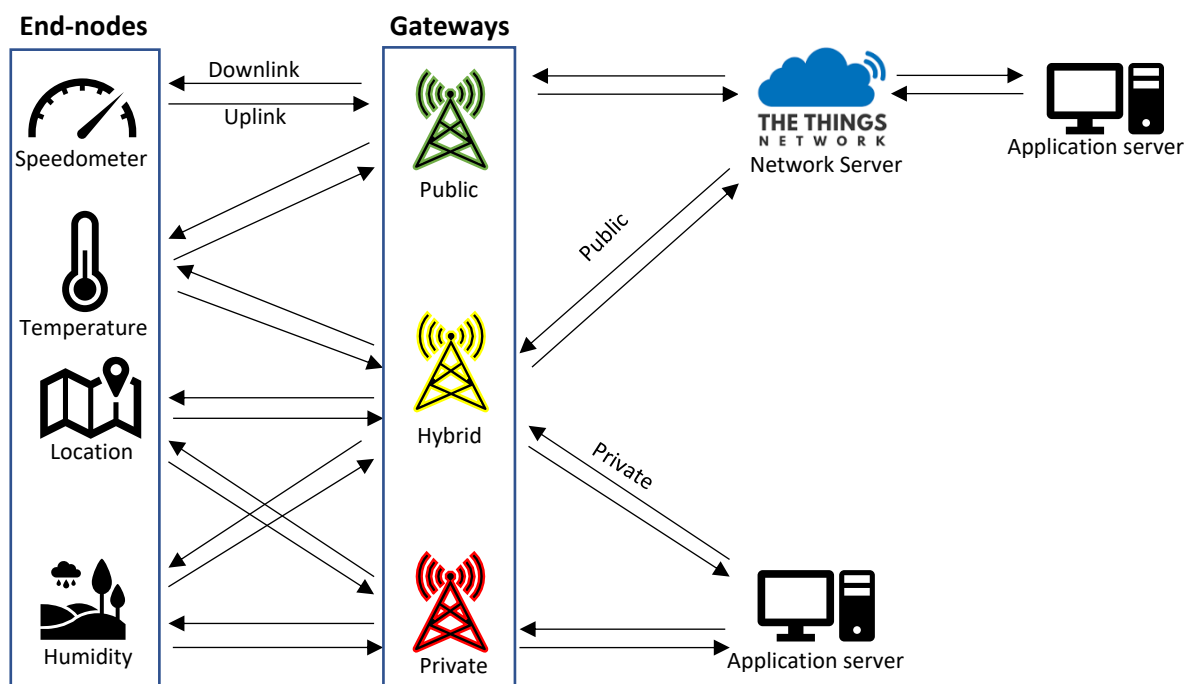 End-nodes
Gateways
Downlink
Uplink
Speedometer
Public
THE THINGS
NETWORK
Network Server
Application server
Temperature
Public
Location
Hybrid
Private
Humidity
Private
Application server